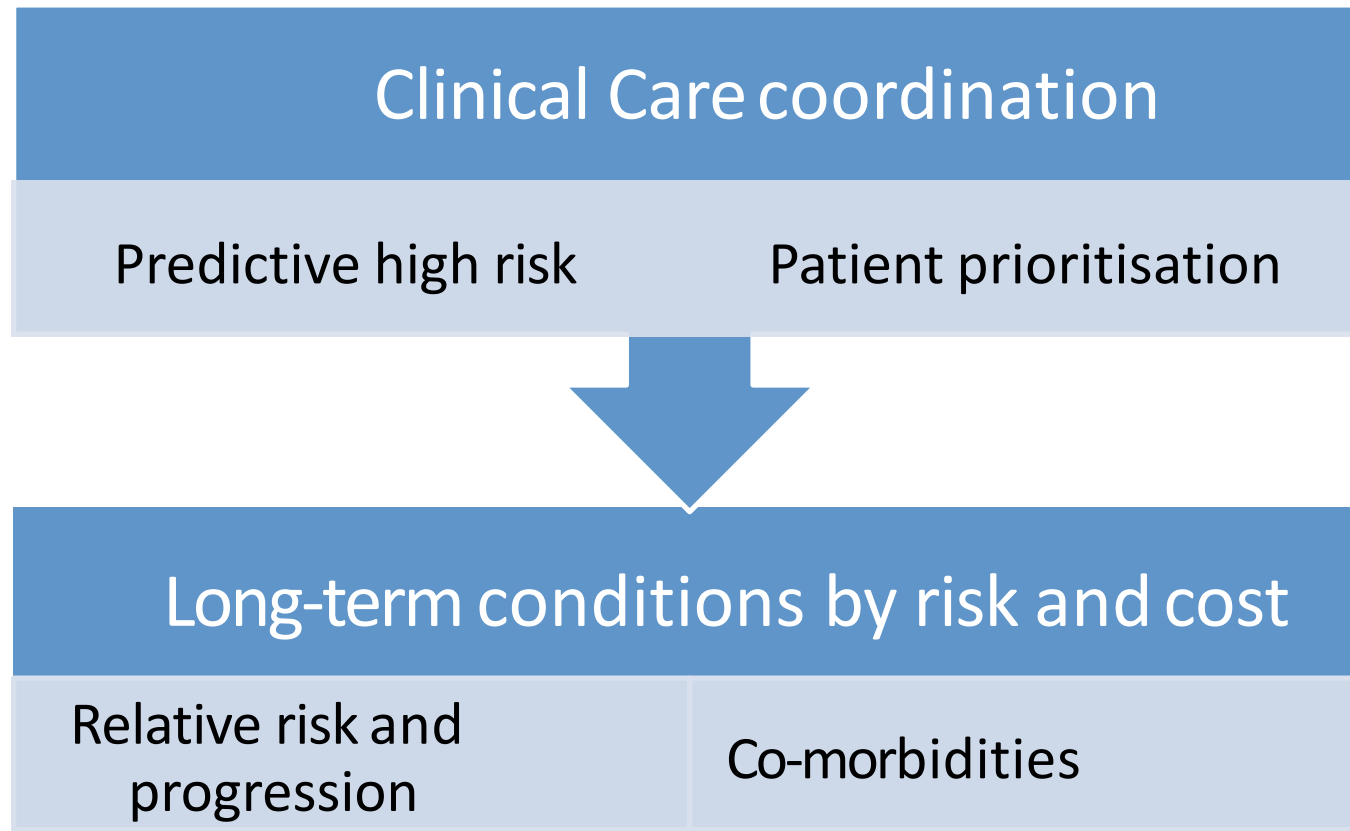 Clinical Care coordination
Predictive high risk
Patient prioritisation
Long-term conditions by risk and cost
Relative risk and
progression
Co-morbidities